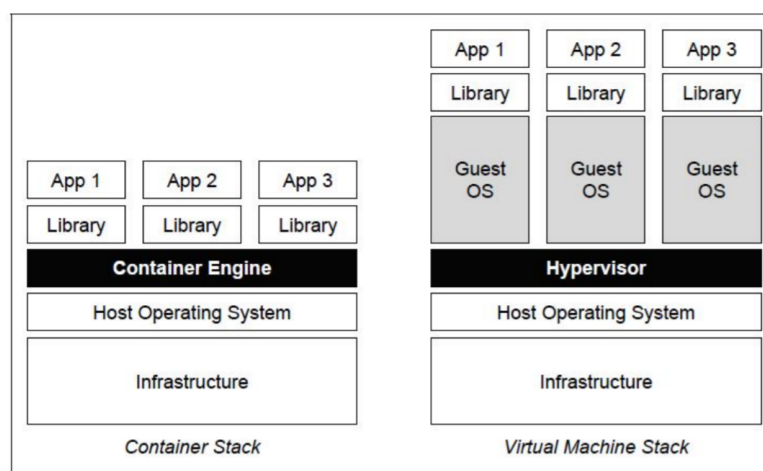 App 1 App 2 App 3
Library Library Library
Container Engine
Host Operating System
Infrastructure
Container Stack
App 1 App 2 App 3
Library Library Library
Guest OS Guest OS Guest OS
Hypervisor
Host Operating System
Infrastructure
Virtual Machine Stack